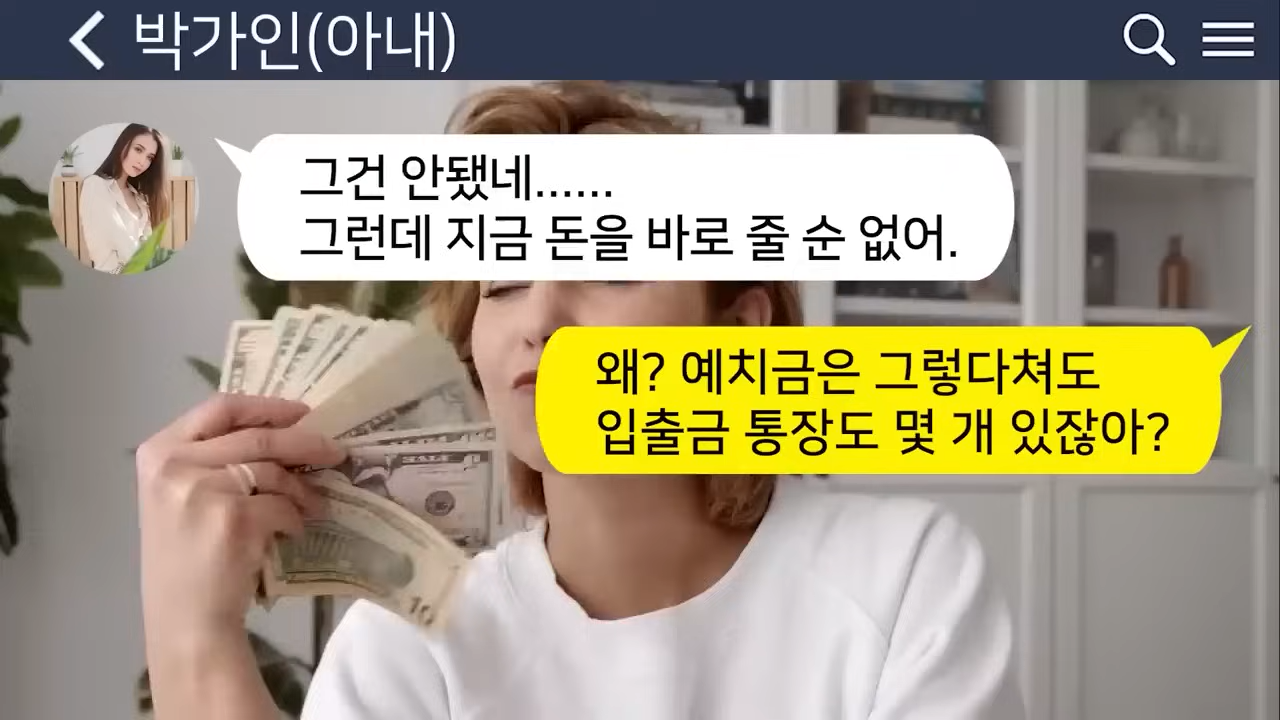 박가인(아내)
그건 안됐네......
그런데 지금 돈을 바로 줄 순 없어.
왜? 예치금은 그렇다쳐도
입출금 통장도 몇 개 있잖아?
10